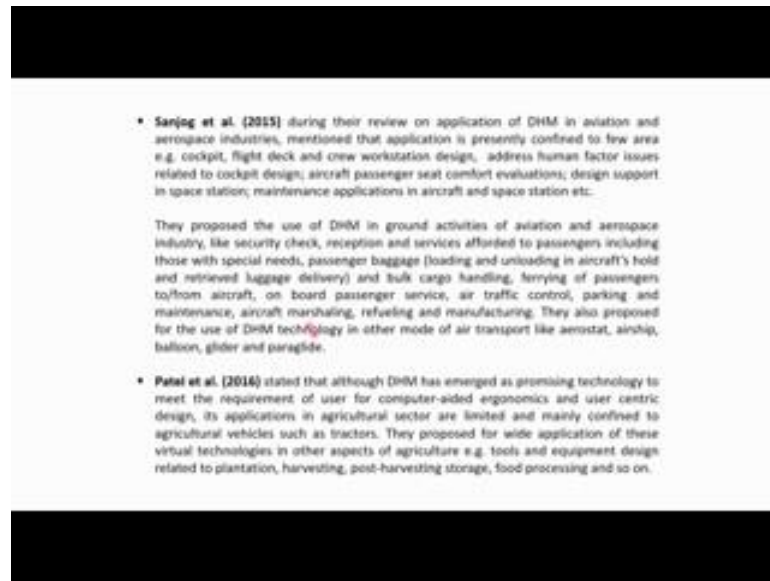 • Sanjog et al. (2015) during their review on application of DHM in aviation and
aerospace industries, mentioned that application is presently confined to few area
e.g. cockpit, flight deck and crew workstation design, address human factor issues
related to cockpit design; aircraft passenger seat comfort evaluations; design support
in space station; maintenance applications in aircraft and space station etc.
They proposed the use of DHM in ground activities of aviation and aerospace
industry, like security check, reception and services afforded to passengers including
those with special needs, passenger baggage (loading and unloading in aircraft's hold
and retrieved luggage delivery) and bulk cargo handling, ferrying of passengers
to/from aircraft, on board passenger service, air traffic control, parking and
maintenance, aircraft marshaling, refueling and manufacturing. They also proposed
for the use of DHM technology in other mode of air transport like aerostat, airship,
balloon, glider and paraglide.
• Patel et al. (2016) stated that although DHM has emerged as promising technology to
meet the requirement of user for computer-aided ergonomics and user centric
design, its applications in agricultural sector are limited and mainly confined to
agricultural vehicles such as tractors. They proposed for wide application of these
virtual technologies in other aspects of agriculture e.g. tools and equipment design
related to plantation, harvesting, post-harvesting storage, food processing and so on.